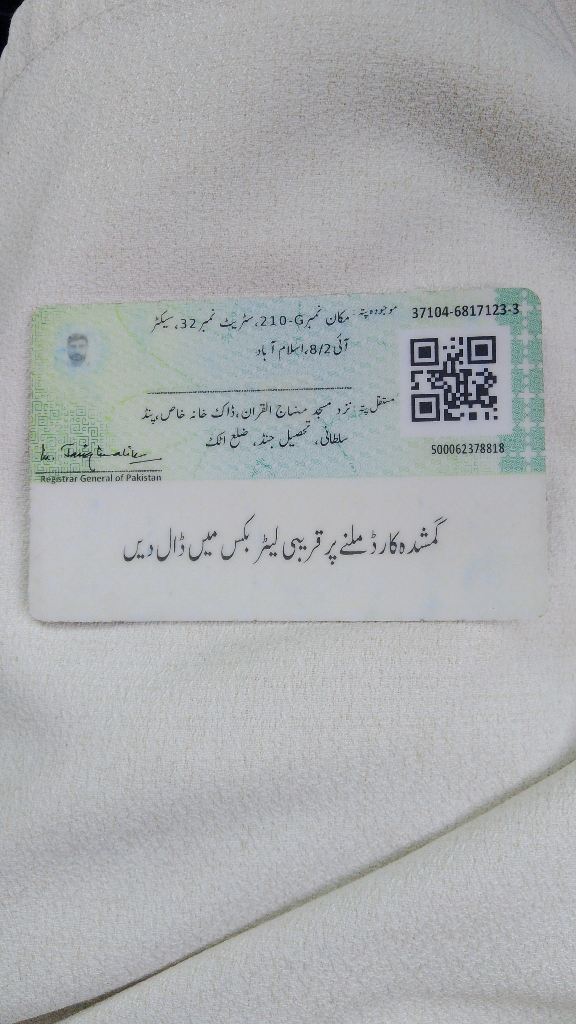 37104-6817123-3
موجودہ پتہ: مکان نمبر 210-G، سٹریٹ نمبر 32، سیکٹر
آئی 8/2، اسلام آباد
مستقل پتہ: نزد مسجد منہاج القران، ڈاک خانہ خاص، پنڈ
سلطانی، تحصیل جنڈ، ضلع اٹک
500062378818
Registrar General of Pakistan
گمشدہ کارڈ ملنے پر قریبی لیٹر بکس میں ڈال دیں